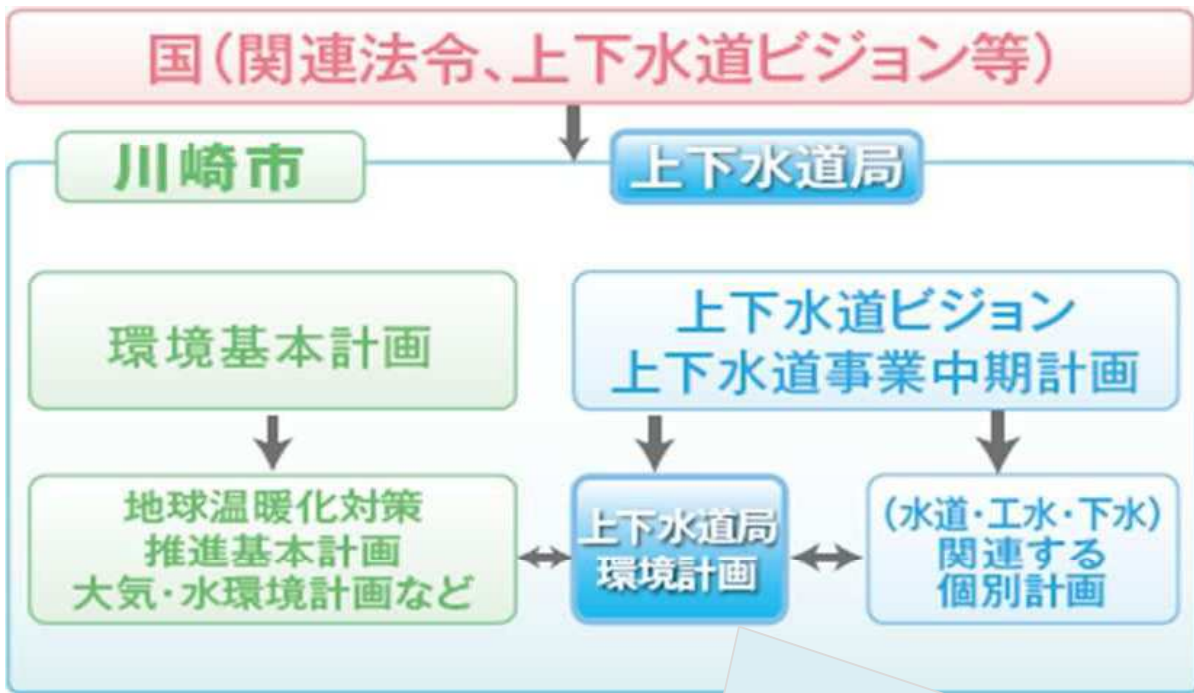 国(関連法令、上下水道ビジョン等)
川崎市
上下水道局
環境基本計画
上下水道ビジョン
上下水道事業中期計画
地球温暖化対策
推進基本計画
大気・水環境計画など
上下水道局
環境計画
(水道・工水・下水)
関連する
個別計画